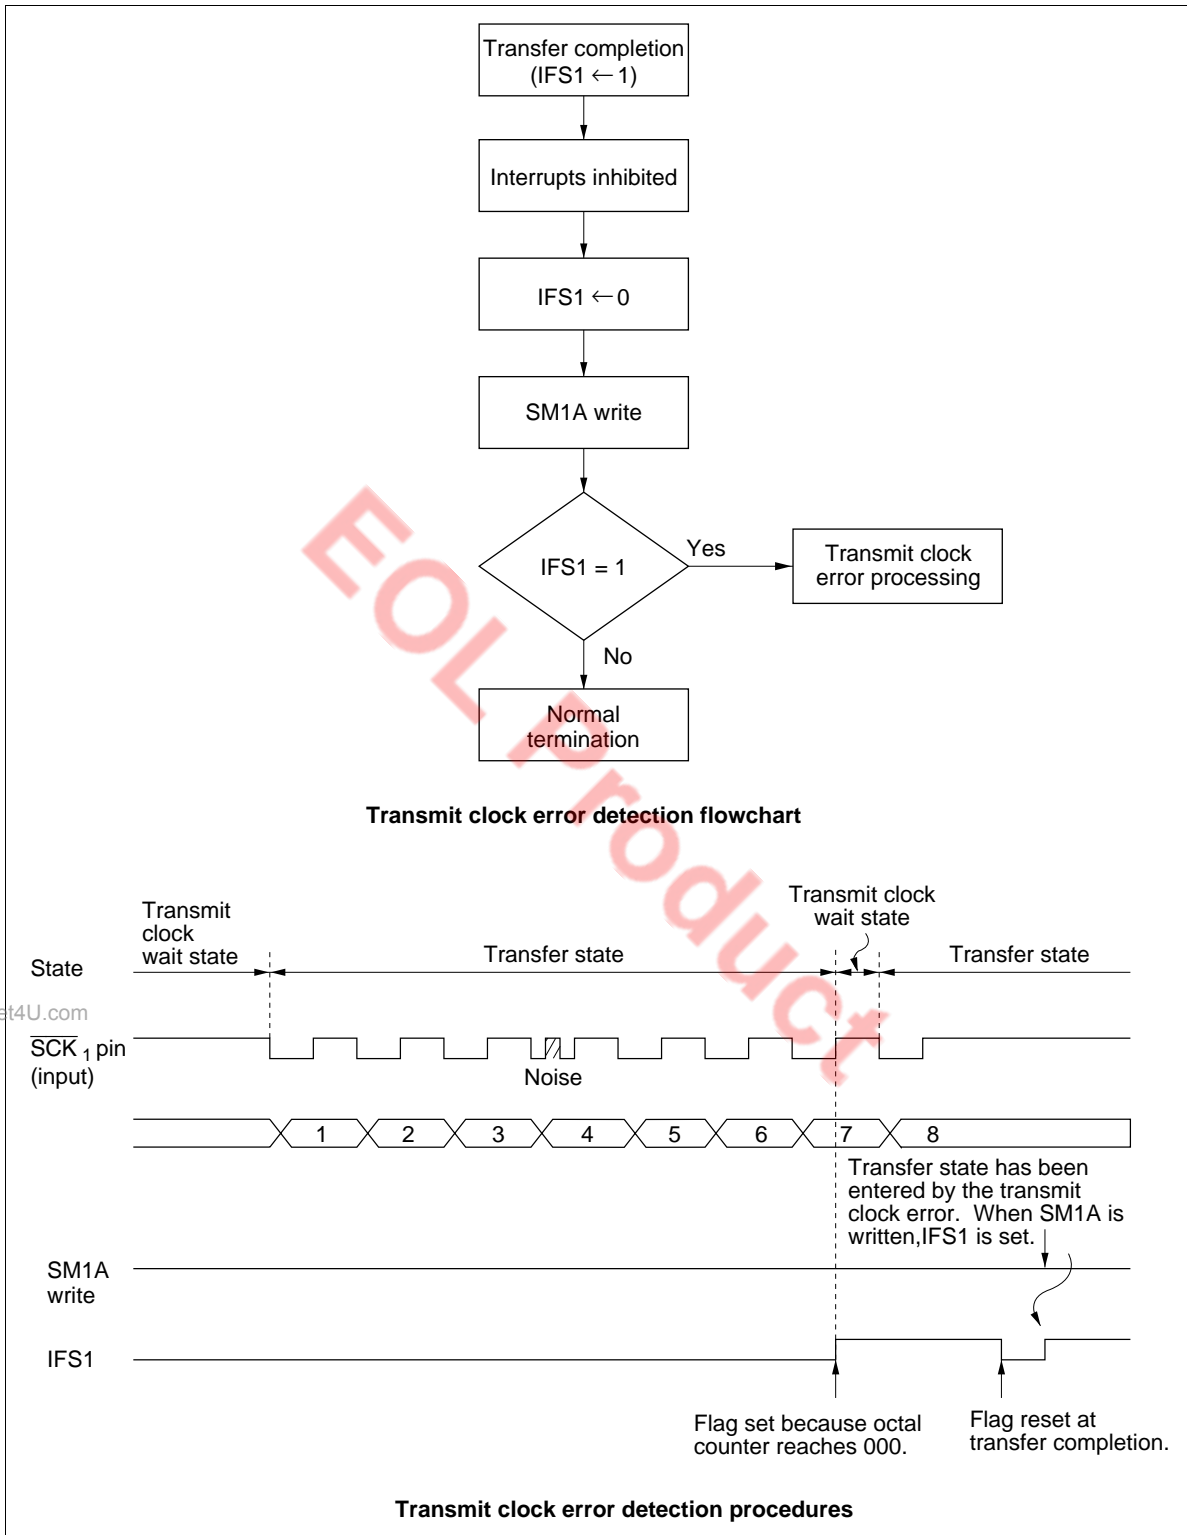 Transfer completion
(IFS1 ← 1)
Interrupts inhibited
IFS1 ← 0
SM1A write
IFS1 = 1
Yes
Transmit clock
error processing
No
Normal
termination
EOL Product
Transmit clock error detection flowchart
Transmit clock
wait state
Transmit
clock
wait state
Transfer state
Transfer state
State
et4U.com
SCK 1 pin
(input)
Noise
1 2 3 4 5 6 7 8
Transfer state has been
entered by the transmit
clock error. When SM1A is
written,IFS1 is set.
SM1A
write
IFS1
Flag set because octal
counter reaches 000.
Flag reset at
transfer completion.
Transmit clock error detection procedures